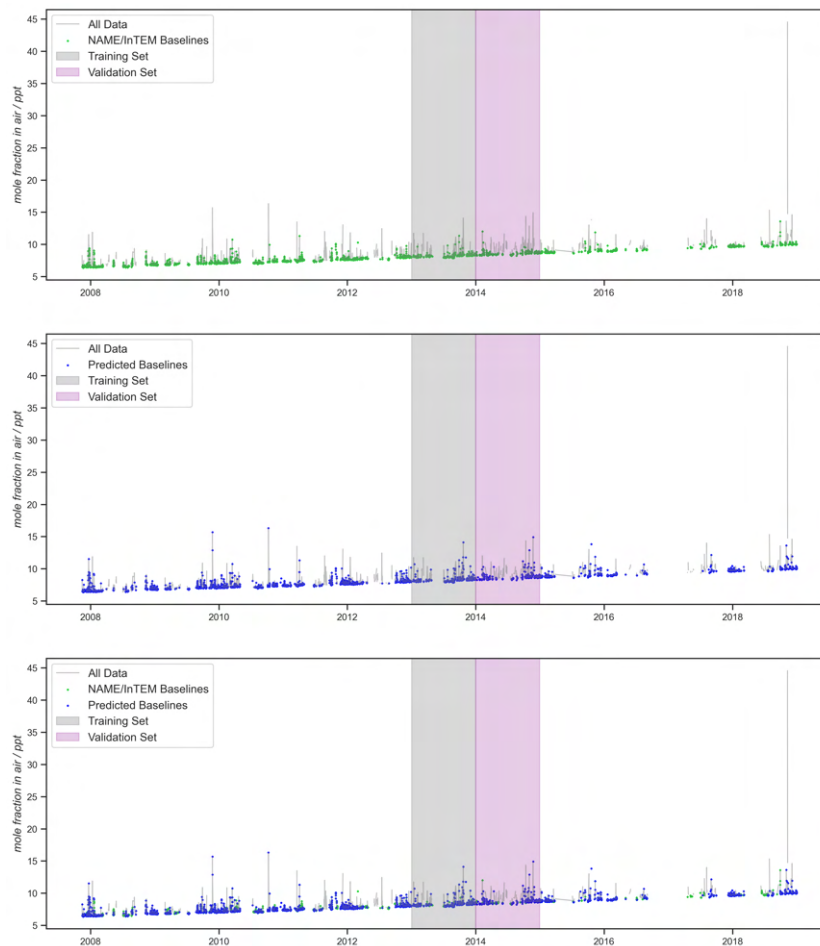 45
40
35
30
25
20
15
10
5
mole fraction in air / ppt
All Data
NAME/InTEM Baselines
Training Set
Validation Set
2008 2010 2012 2014 2016 2018
45
40
35
30
25
20
15
10
5
mole fraction in air / ppt
All Data
Predicted Baselines
Training Set
Validation Set
2008 2010 2012 2014 2016 2018
45
40
35
30
25
20
15
10
5
mole fraction in air / ppt
All Data
NAME/InTEM Baselines
Predicted Baselines
Training Set
Validation Set
2008 2010 2012 2014 2016 2018